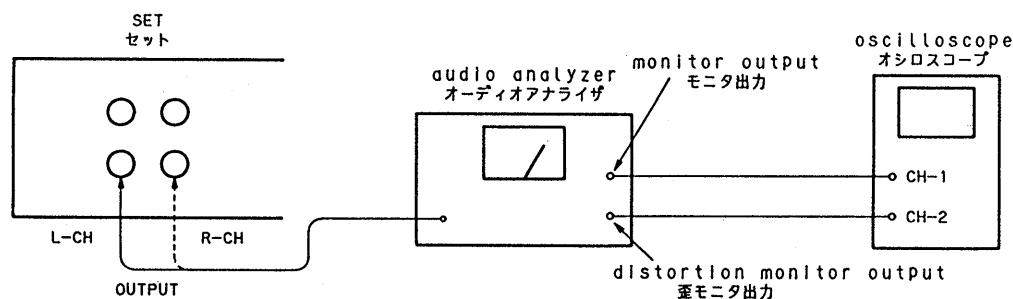 SET
セット
L-CH
R-CH
OUTPUT
audio analyzer
オーディオアナライザ
monitor output
モニタ出力
distortion monitor output
歪モニタ出力
oscilloscope
オシロスコープ
CH-1
CH-2